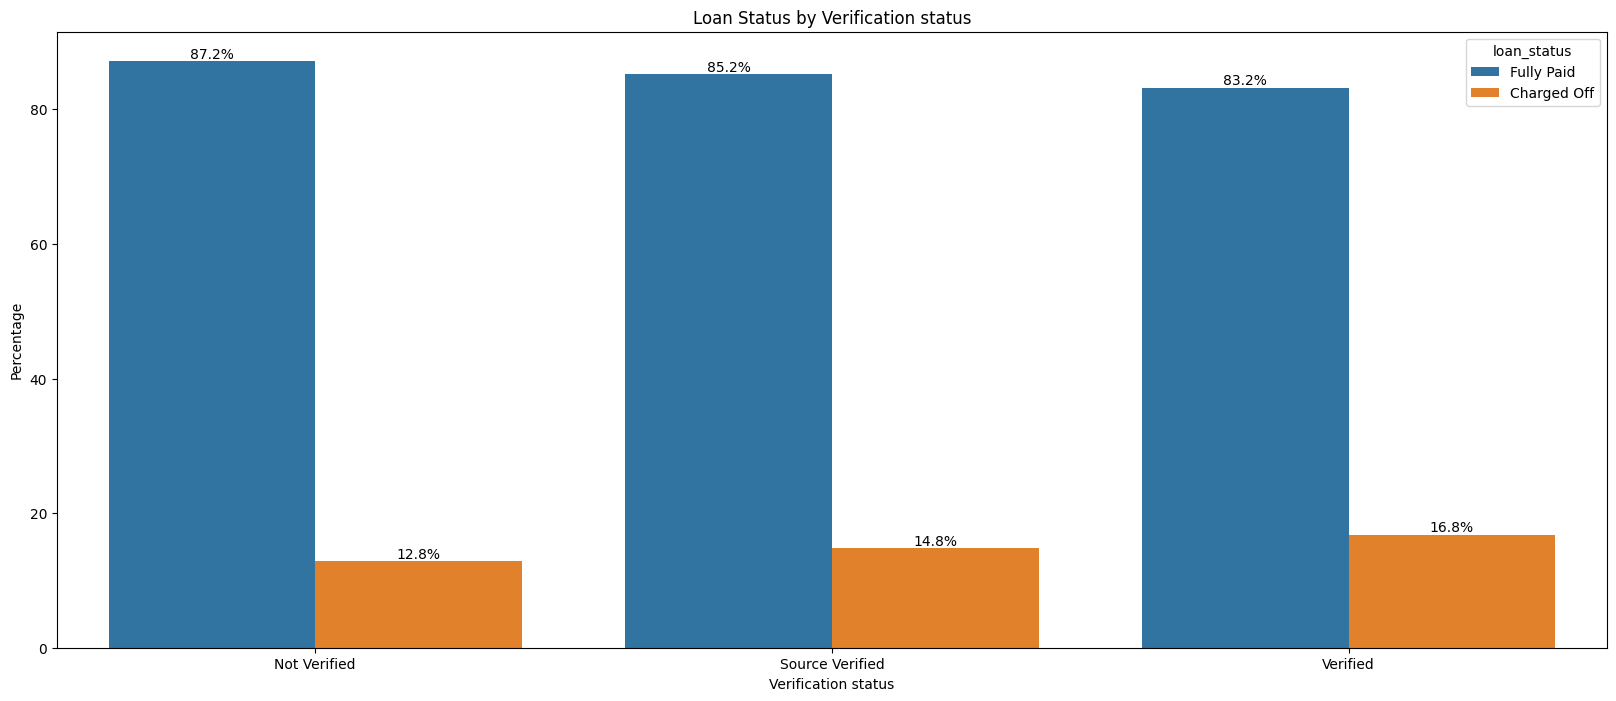 Loan Status by Verification status
loan_status
Fully Paid
Charged Off
87.2%
85.2%
83.2%
12.8%
14.8%
16.8%
Percentage
80
60
40
20
0
Not Verified
Source Verified
Verified
Verification status